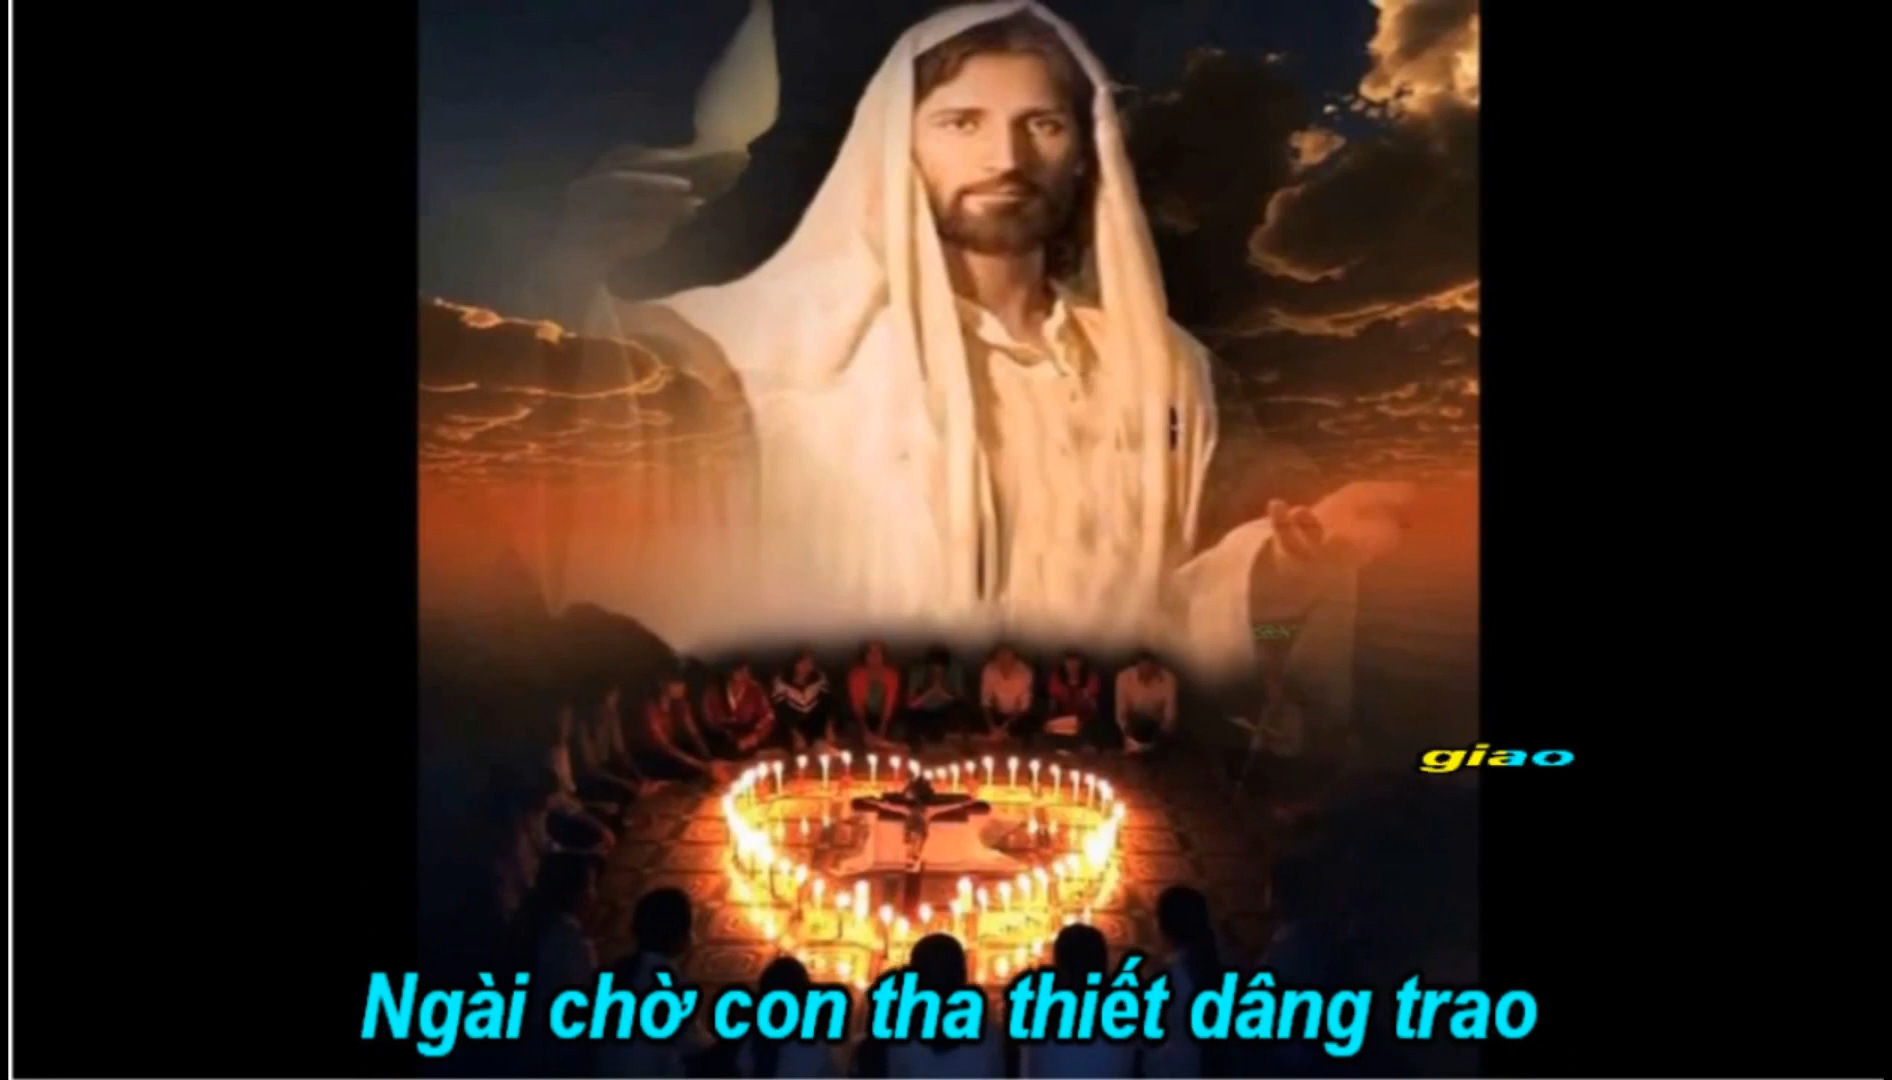 giao
Ngài chờ con tha thiết dâng trao